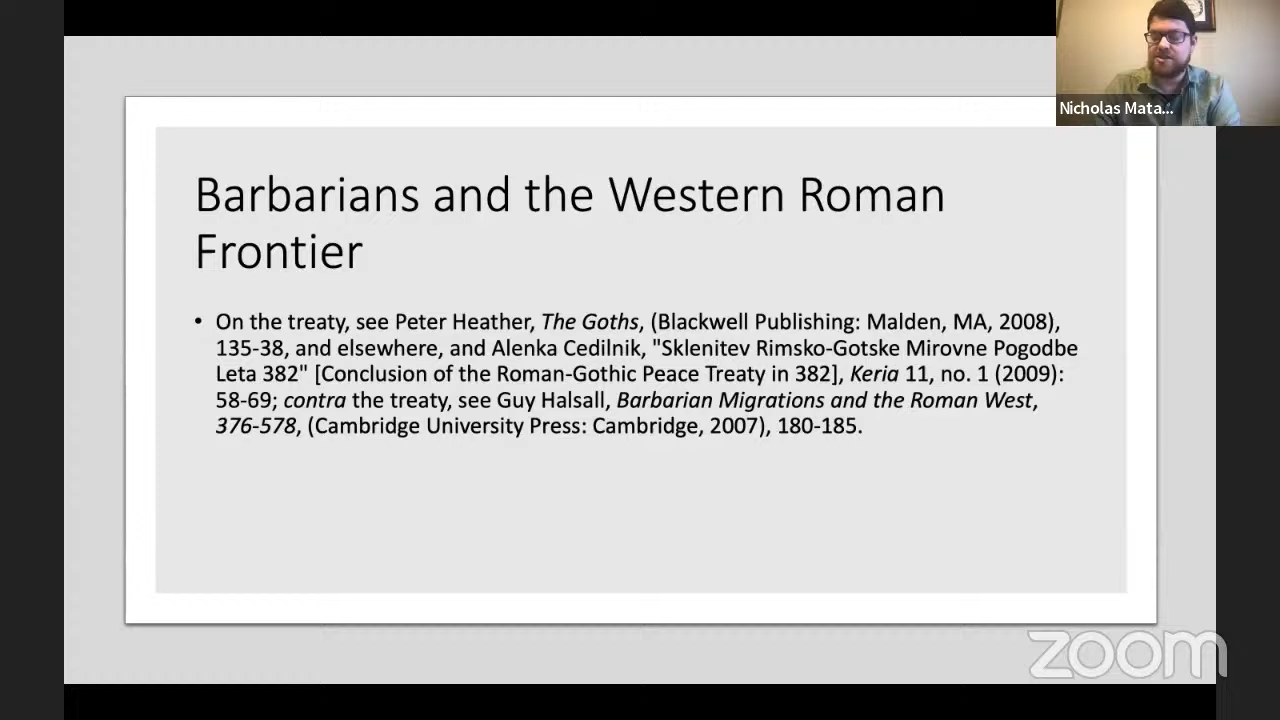 Nicholas Mata...
Barbarians and the Western Roman
Frontier
• On the treaty, see Peter Heather, The Goths, (Blackwell Publishing: Malden, MA, 2008),
135-38, and elsewhere, and Alenka Cedilnik, "Sklenitev Rimsko-Gotske Mirovne Pogodbe
Leta 382" [Conclusion of the Roman-Gothic Peace Treaty in 382], Keria 11, no. 1 (2009):
58-69; contra the treaty, see Guy Halsall, Barbarian Migrations and the Roman West,
376-578, (Cambridge University Press: Cambridge, 2007), 180-185.
zoom